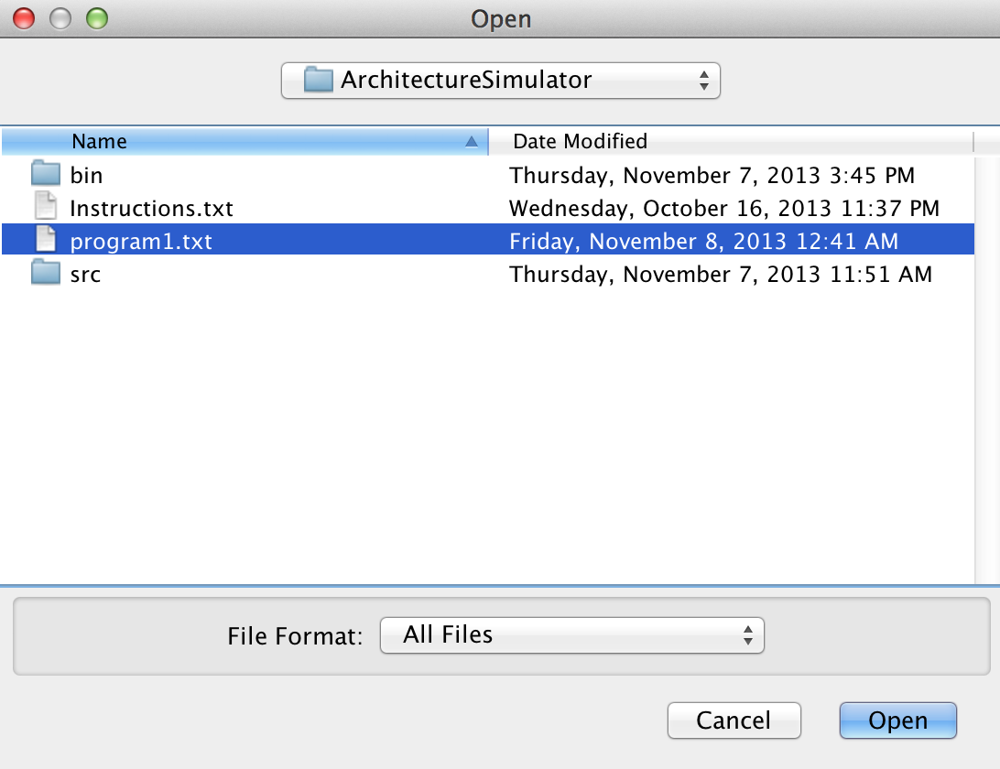 Open
ArchitectureSimulator
Name Date Modified
bin Thursday, November 7, 2013 3:45 PM
Instructions.txt Wednesday, October 16, 2013 11:37 PM
program1.txt Friday, November 8, 2013 12:41 AM
src Thursday, November 7, 2013 11:51 AM
File Format: All Files
Cancel Open